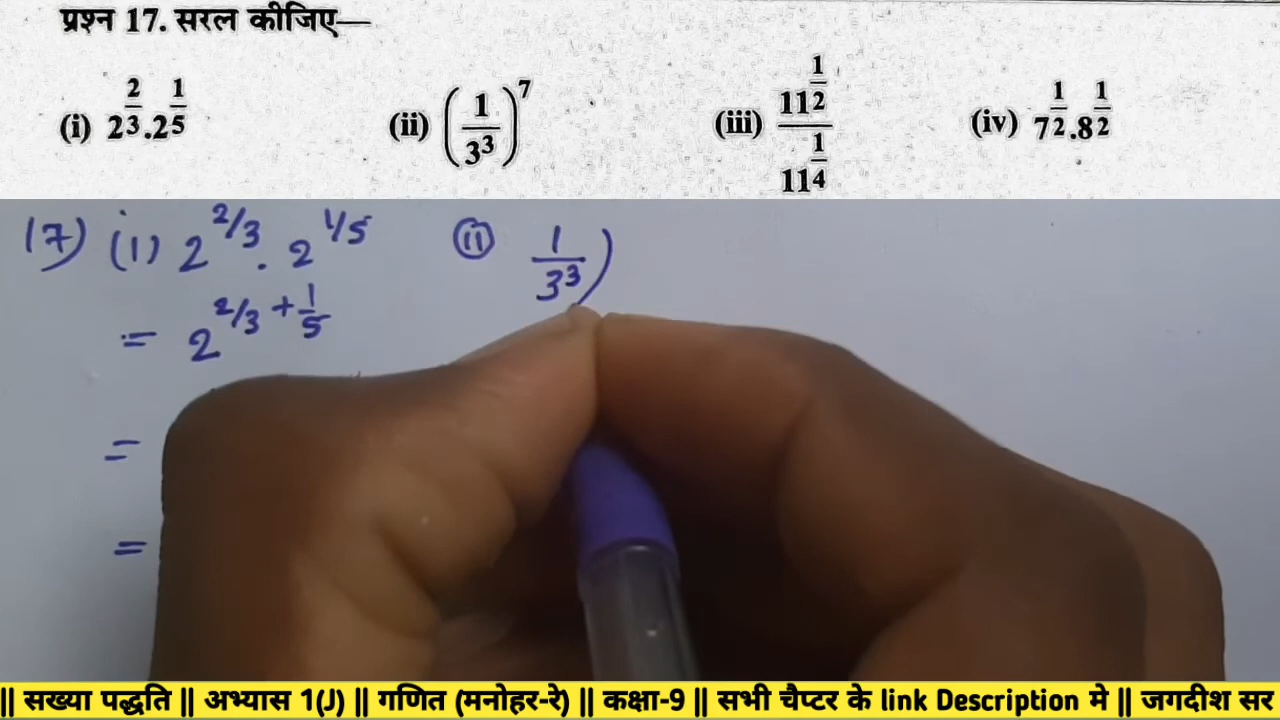 प्रश्न 17. सरल कीजिए—
(i) 2^{2/3}.2^{1/5} (ii) (1/3^3)^7 (iii) 11^{1/2}/11^{1/4} (iv) 7^{1/2}.8^{1/2}
17) (i) 2^{2/3} . 2^{1/5} (ii) 1/3^3)
= 2^{2/3 + 1/5}
=
=
|| सख्या पद्धति || अभ्यास 1(J) || गणित (मनोहर-रे) || कक्षा-9 || सभी चैप्टर के link Description मे || जगदीश सर